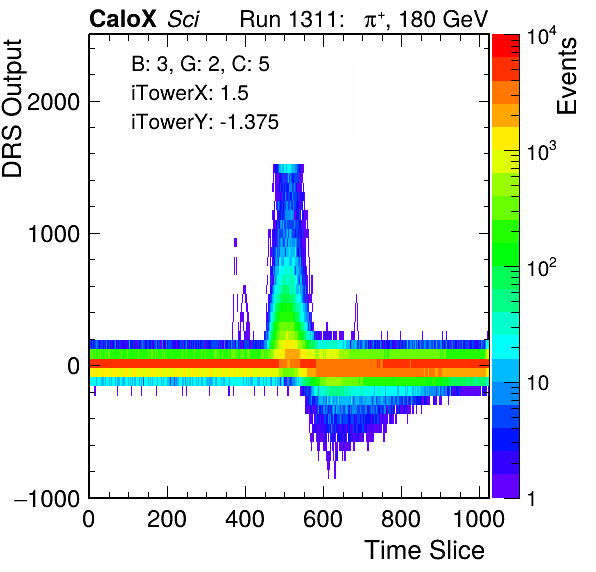 CaloX Sci Run 1311: π⁺, 180 GeV
B: 3, G: 2, C: 5
iTowerX: 1.5
iTowerY: -1.375
DRS Output
2000
1000
0
−1000
0 200 400 600 800 1000
Time Slice
Events
10⁴
10³
10²
10
1